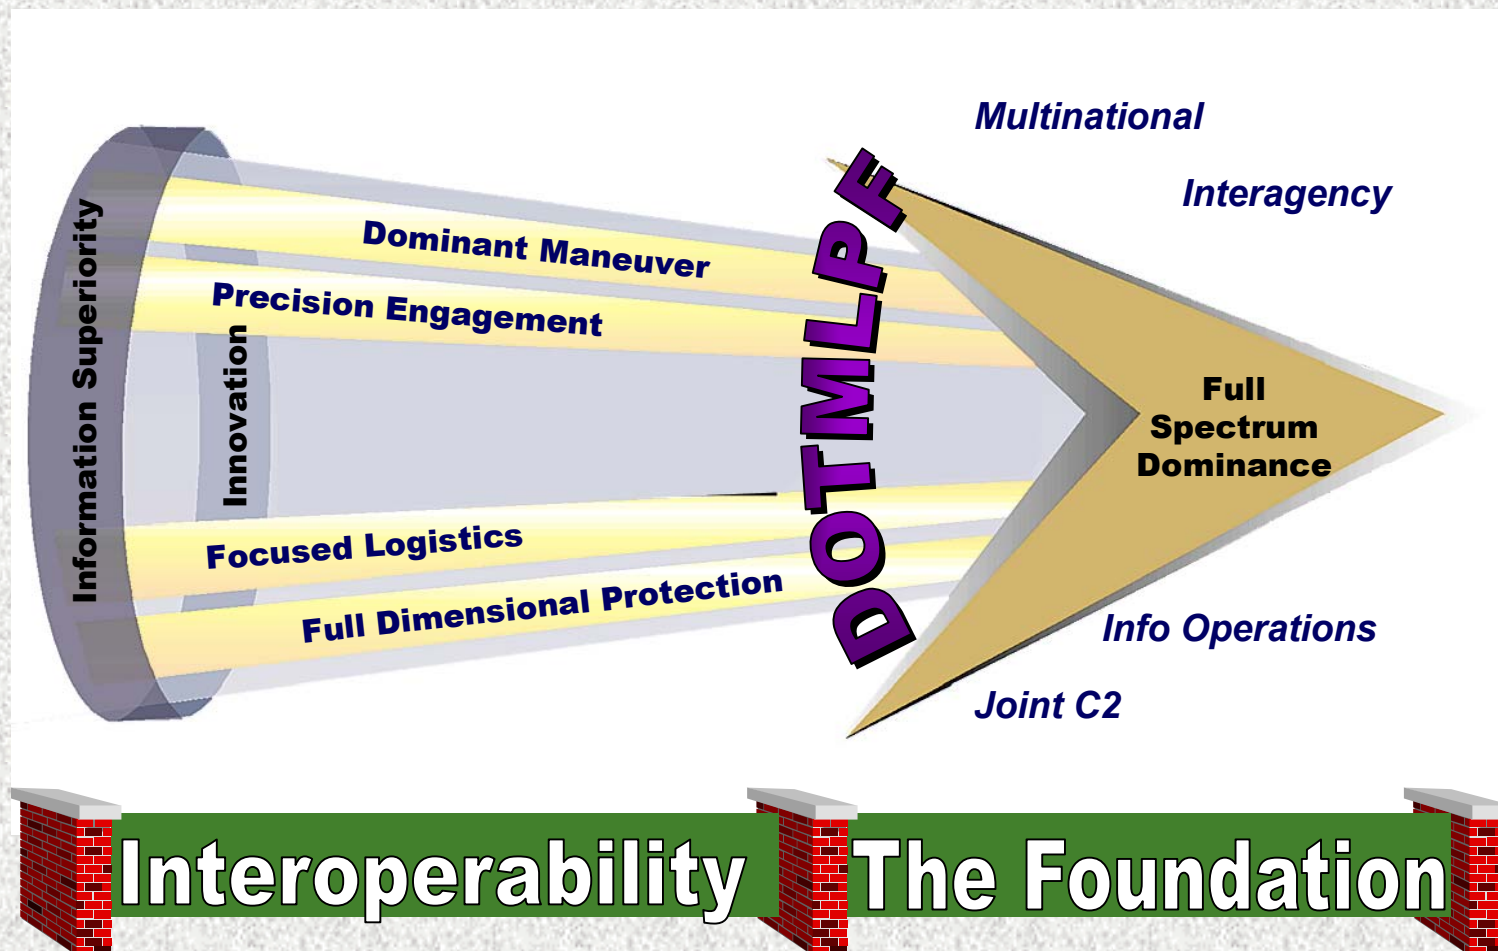 Multinational
Interagency
Dominant Maneuver
Precision Engagement
Information Superiority
Innovation
DOTMLPF
Full
Spectrum
Dominance
Focused Logistics
Full Dimensional Protection
Info Operations
Joint C2
Interoperability
The Foundation